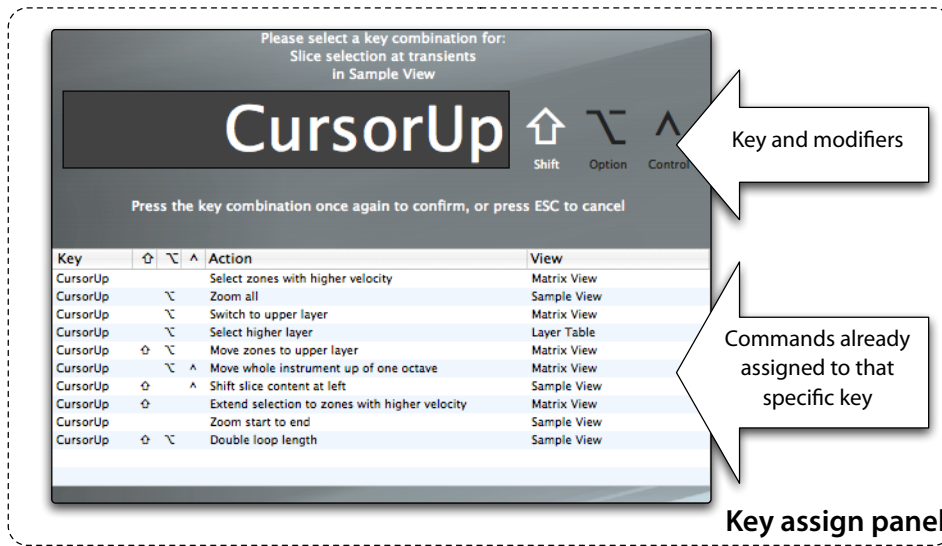 Please select a key combination for:
Slice selection at transients
in Sample View
CursorUp
Shift Option Control
Key and modifiers
Press the key combination once again to confirm, or press ESC to cancel
Key ⇧ ⌥ ^ Action View
CursorUp Select zones with higher velocity Matrix View
CursorUp ⌥ Zoom all Sample View
CursorUp ⌥ Switch to upper layer Matrix View
CursorUp ⌥ Select higher layer Layer Table
CursorUp ⇧ ⌥ Move zones to upper layer Matrix View
CursorUp ⌥ ^ Move whole instrument up of one octave Matrix View
CursorUp ⇧ ^ Shift slice content at left Sample View
CursorUp ⇧ Extend selection to zones with higher velocity Matrix View
CursorUp Zoom start to end Sample View
CursorUp ⇧ ⌥ Double loop length Sample View
Commands already
assigned to that
specific key
Key assign panel